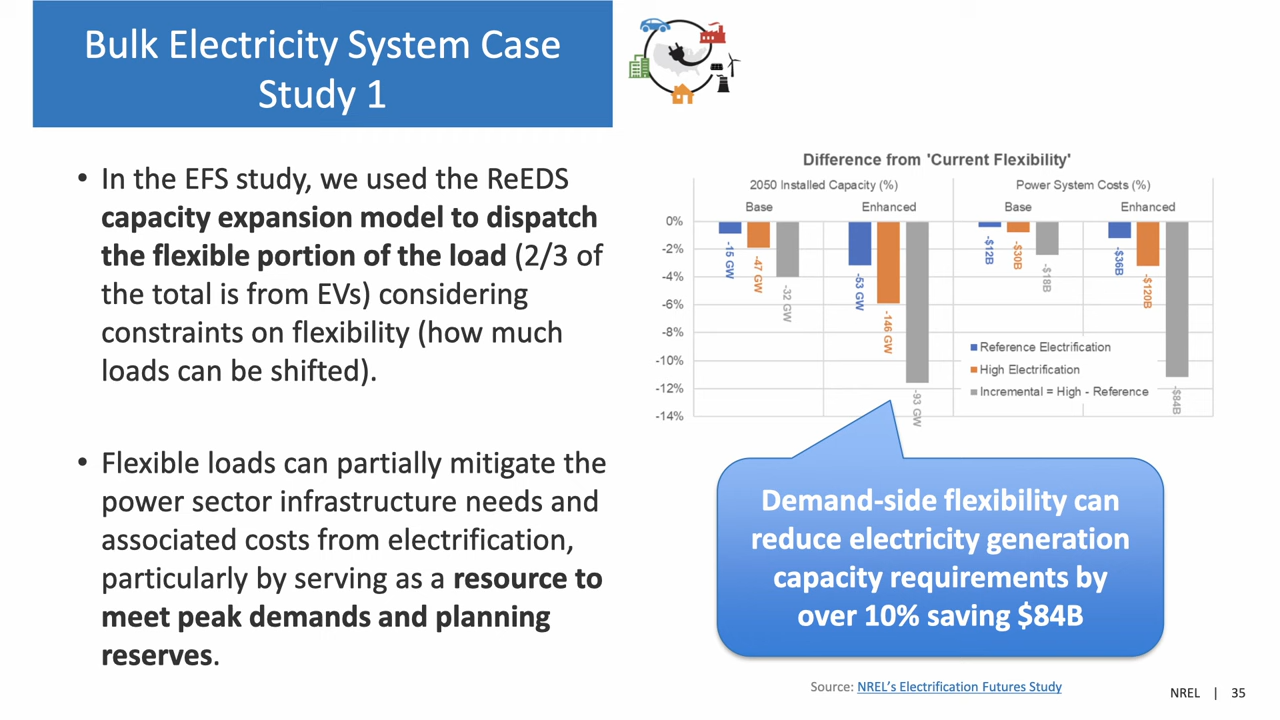 Bulk Electricity System Case
Study 1
• In the EFS study, we used the ReEDS
capacity expansion model to dispatch
the flexible portion of the load (2/3 of
the total is from EVs) considering
constraints on flexibility (how much
loads can be shifted).
• Flexible loads can partially mitigate the
power sector infrastructure needs and
associated costs from electrification,
particularly by serving as a resource to
meet peak demands and planning
reserves.
Difference from 'Current Flexibility'
2050 Installed Capacity (%) Power System Costs (%)
Base Enhanced Base Enhanced
0%
-2%
-4%
-6%
-8%
-10%
-12%
-14%
-15 GW
-47 GW
-32 GW
-53 GW
-146 GW
-93 GW
-$12B
-$30B
-$18B
-$36B
-$120B
-$84B
Reference Electrification
High Electrification
Incremental = High - Reference
Demand-side flexibility can
reduce electricity generation
capacity requirements by
over 10% saving $84B
Source: NREL’s Electrification Futures Study
NREL | 35